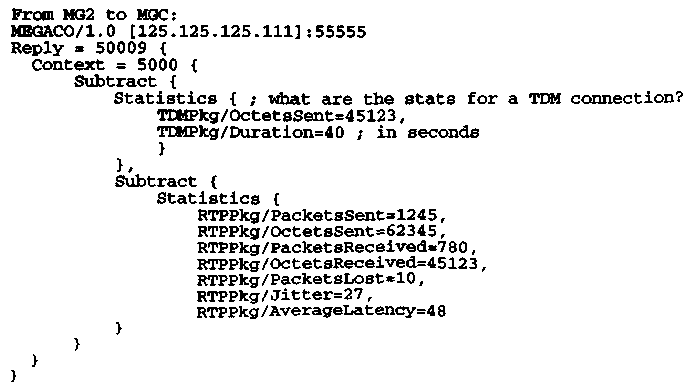 From MG2 to MGC:
MEGACO/1.0 [125.125.125.111]:55555
Reply = 50009 {
Context = 5000 {
Subtract {
Statistics { ; what are the stats for a TDM connection?
TDMPkg/OctetsSent=45123,
TDMPkg/Duration=40 ; in seconds
}
},
Subtract {
Statistics {
RTPPkg/PacketsSent=1245,
RTPPkg/OctetsSent=62345,
RTPPkg/PacketsReceived=780,
RTPPkg/OctetsReceived=45123,
RTPPkg/PacketsLost=10,
RTPPkg/Jitter=27,
RTPPkg/AverageLatency=48
}
}
}
}